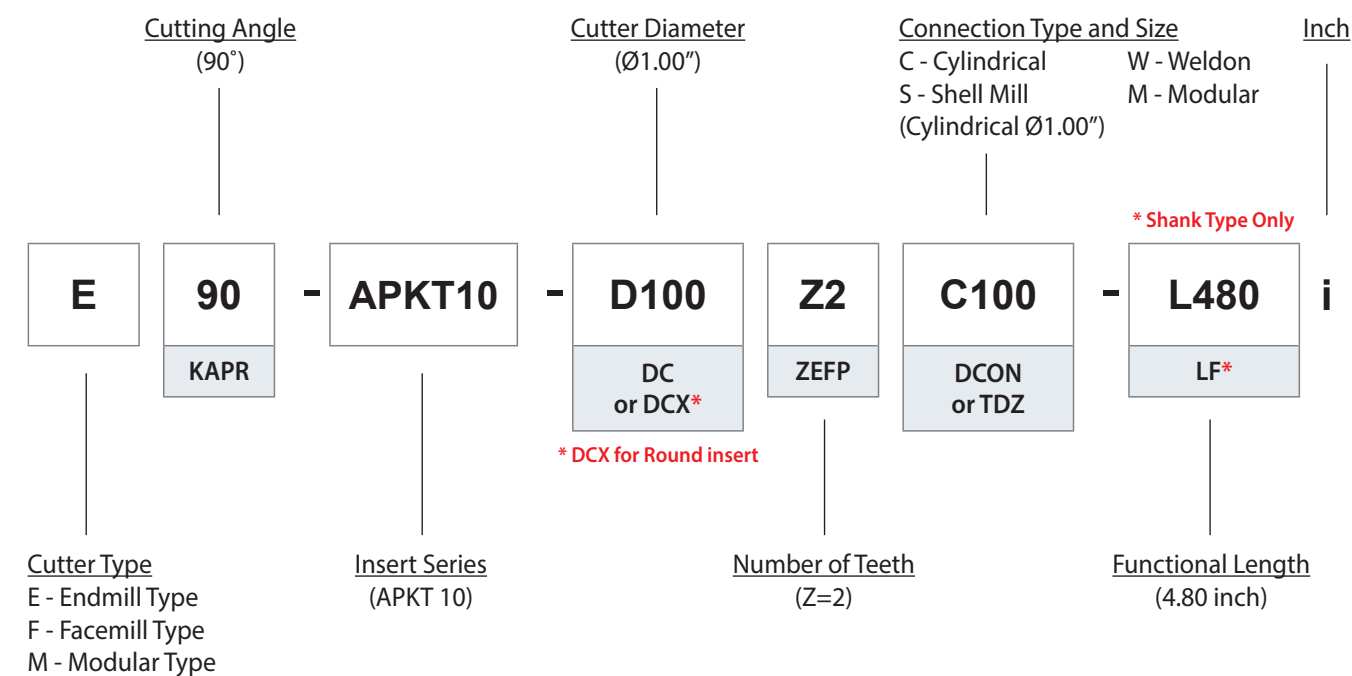 Cutting Angle
(90˚)
Cutter Diameter
(Ø1.00”)
Connection Type and Size
C - Cylindrical W - Weldon
S - Shell Mill M - Modular
(Cylindrical Ø1.00”)
Inch
* Shank Type Only
E 90 - APKT10 - D100 Z2 C100 - L480 i
KAPR
DC
or DCX*
ZEFP
DCON
or TDZ
LF*
* DCX for Round insert
Cutter Type
E - Endmill Type
F - Facemill Type
M - Modular Type
Insert Series
(APKT 10)
Number of Teeth
(Z=2)
Functional Length
(4.80 inch)